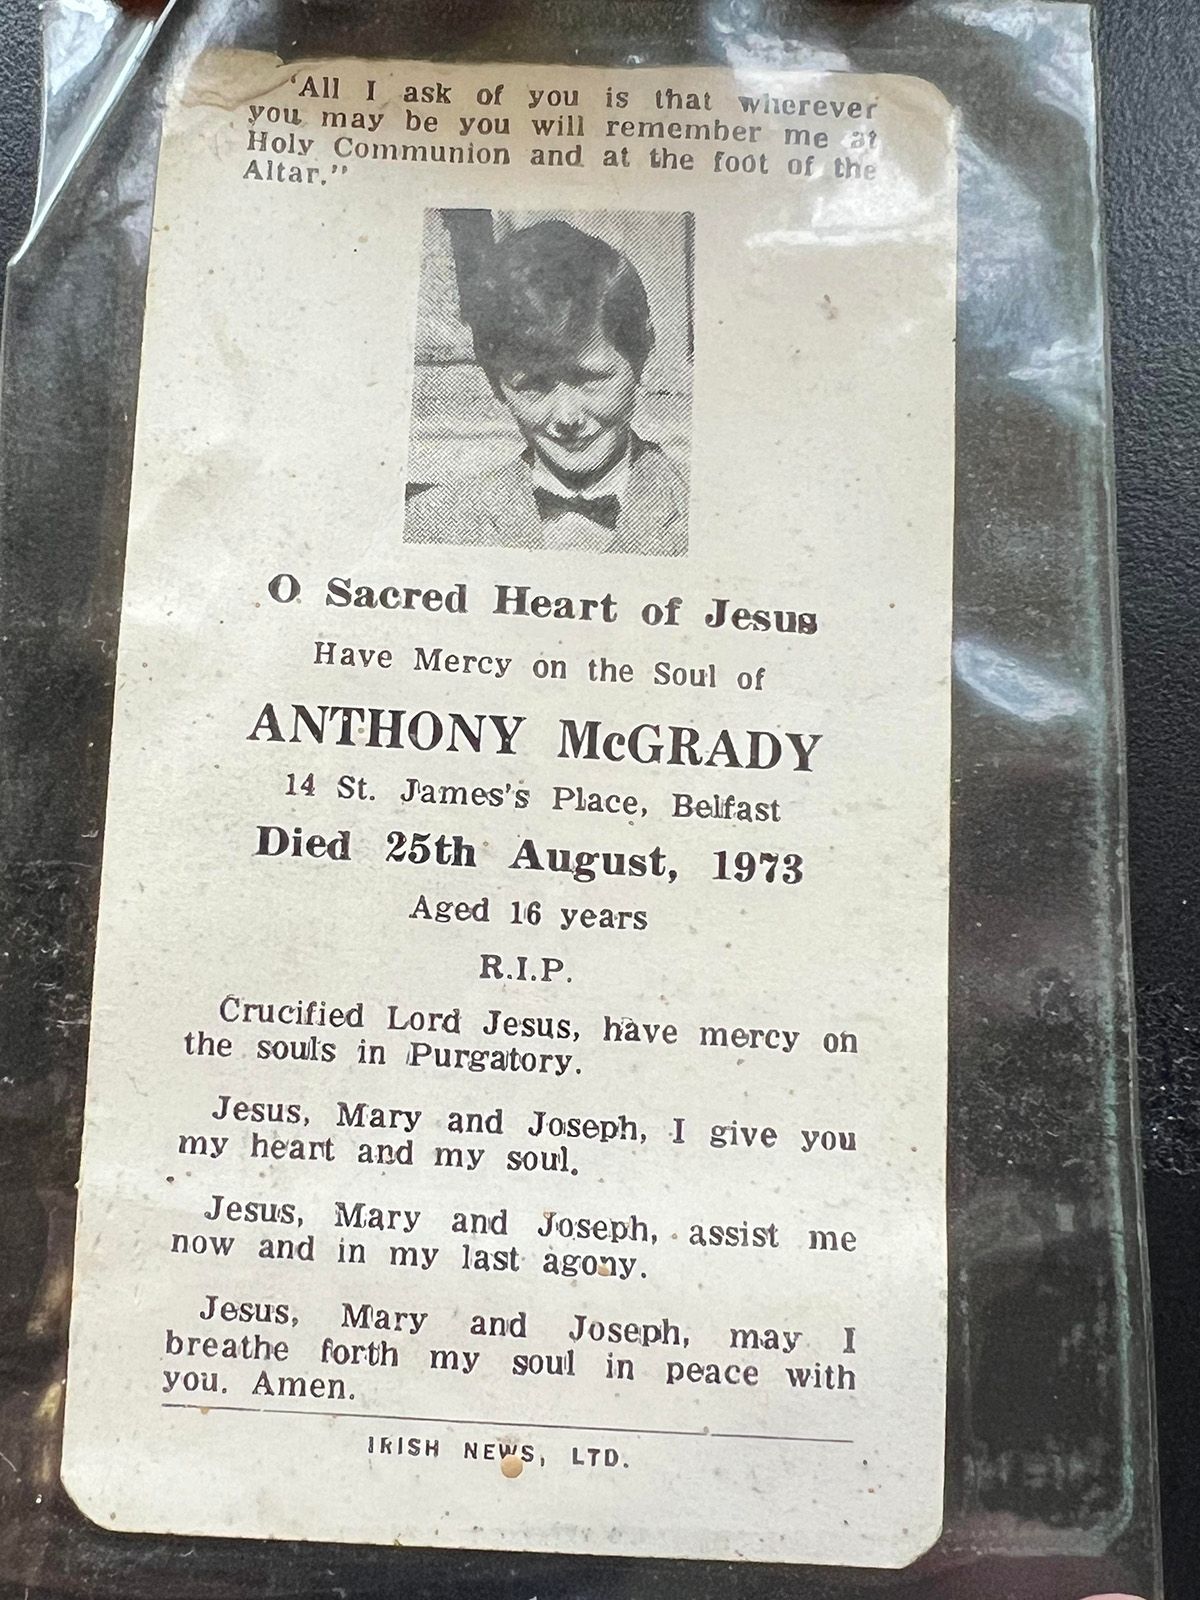 "All I ask of you is that wherever
you may be you will remember me at
Holy Communion and at the foot of the
Altar."
O Sacred Heart of Jesus
Have Mercy on the Soul of
ANTHONY McGRADY
14 St. James's Place, Belfast
Died 25th August, 1973
Aged 16 years
R.I.P.
Crucified Lord Jesus, have mercy on
the souls in Purgatory.
Jesus, Mary and Joseph, I give you
my heart and my soul.
Jesus, Mary and Joseph, assist me
now and in my last agony.
Jesus, Mary and Joseph, may I
breathe forth my soul in peace with
you. Amen.
IRISH NEWS, LTD.